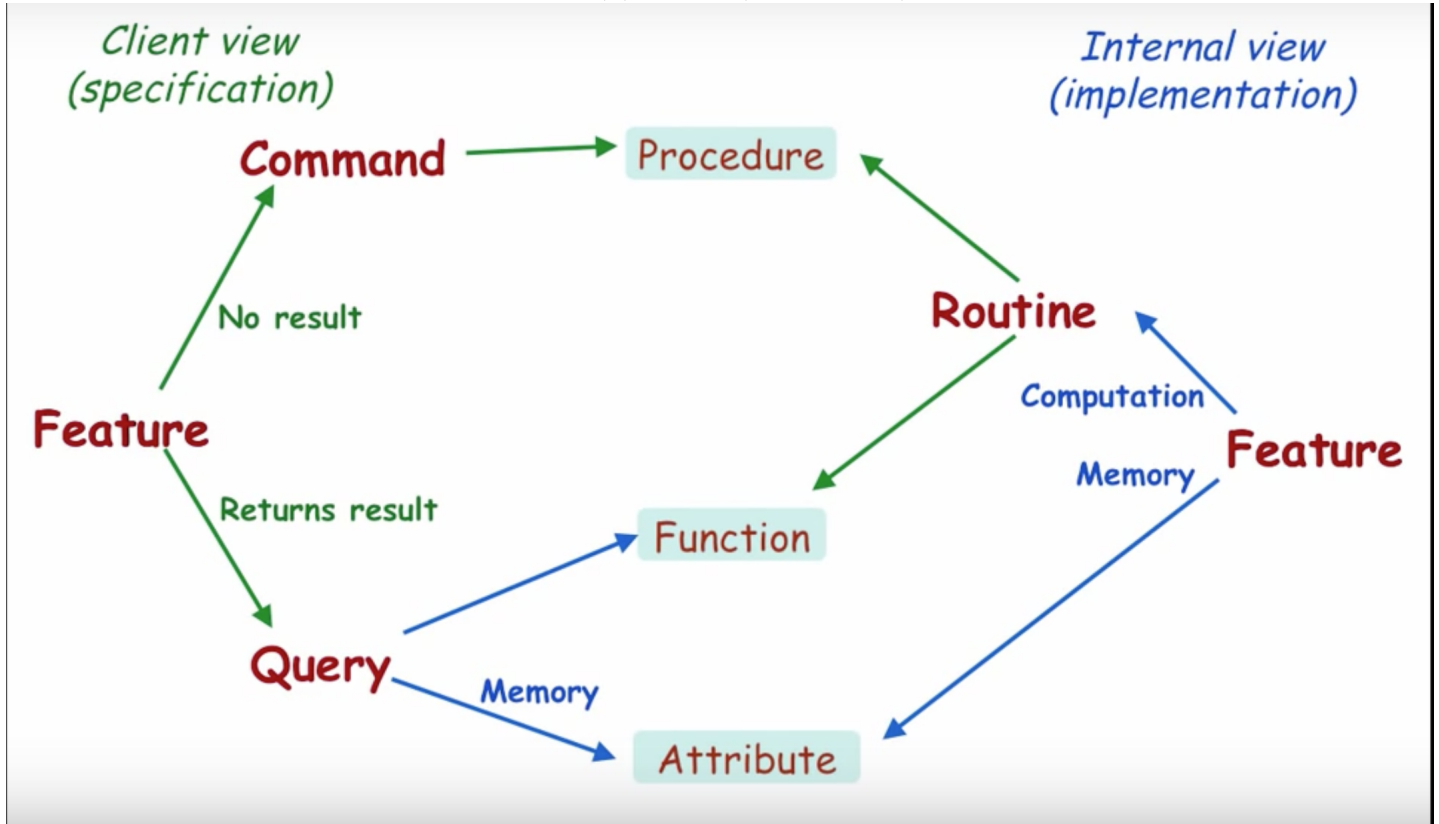 Client view
(specification)
Internal view
(implementation)
Command
Procedure
No result
Routine
Computation
Feature
Feature
Memory
Returns result
Function
Query
Memory
Attribute